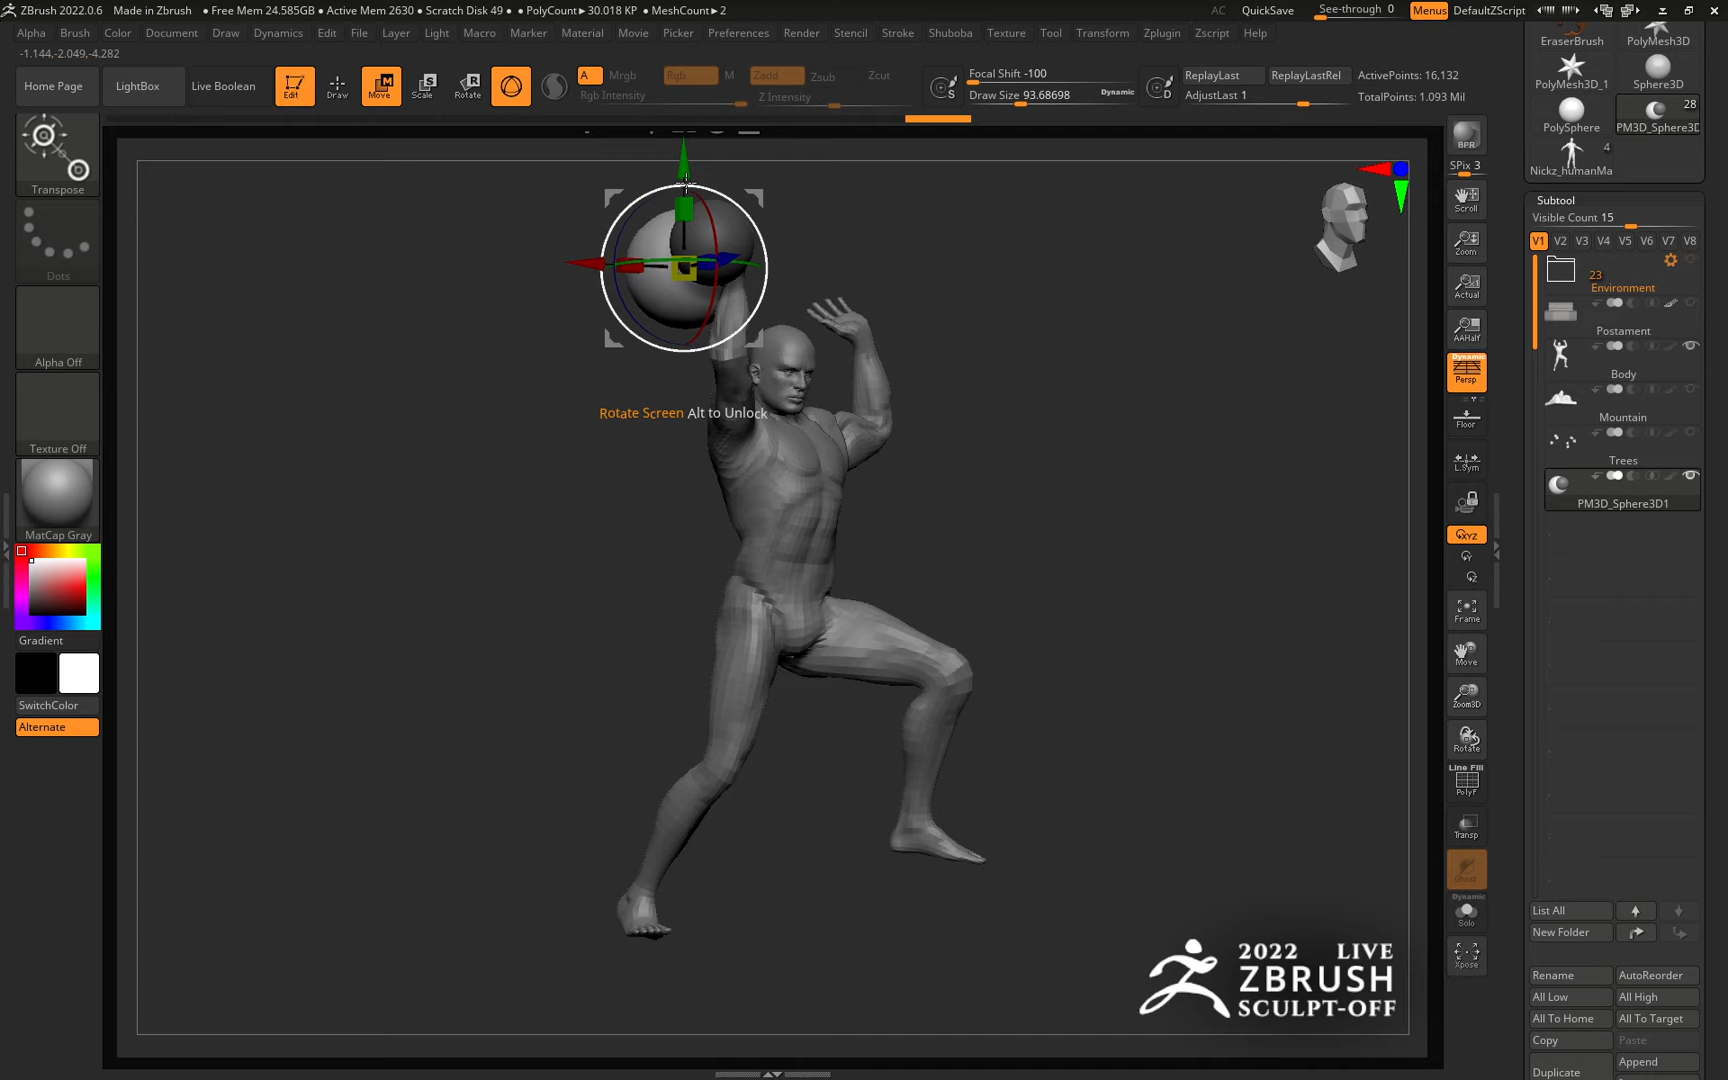 ZBrush 2022.0.6 Made in Zbrush ● Free Mem 24.585GB ● Active Mem 2630 ● Scratch Disk 49 ● PolyCount▸30.018 KP ● MeshCount▸2 AC QuickSave See-through 0 Menus DefaultZScript
Alpha Brush Color Document Draw Dynamics Edit File Layer Light Macro Marker Material Movie Picker Preferences Render Stencil Stroke Shuboba Texture Tool Transform Zplugin Zscript Help
-1.144,-2.049,-4.282
Home Page LightBox Live Boolean Edit Draw Move Scale Rotate A Mrgb Rgb M Zadd Zsub Zcut
Rgb Intensity Z Intensity
S Focal Shift -100
Draw Size 93.68698 Dynamic D
ReplayLast ReplayLastRel ActivePoints: 16,132
AdjustLast 1 TotalPoints: 1.093 Mil
Transpose
Dots
Alpha Off
Texture Off
MatCap Gray
Gradient
SwitchColor
Alternate
Rotate Screen Alt to Unlock
2022 LIVE
ZBRUSH
SCULPT-OFF
BPR
SPix 3
Scroll
Zoom
Actual
AAHalf
Dynamic
Persp
Floor
L.Sym
XYZ
Y
Z
Frame
Move
Zoom3D
Rotate
Line Fill
PolyF
Transp
Ghost
Dynamic
Solo
Xpose
EraserBrush PolyMesh3D
PolyMesh3D_1 Sphere3D
28
PolySphere PM3D_Sphere3D
4
Nickz_humanMa
Subtool
Visible Count 15
V1 V2 V3 V4 V5 V6 V7 V8
23
Environment
Postament
Body
Mountain
Trees
PM3D_Sphere3D1
List All
New Folder
Rename AutoReorder
All Low All High
All To Home All To Target
Copy Paste
Duplicate Append